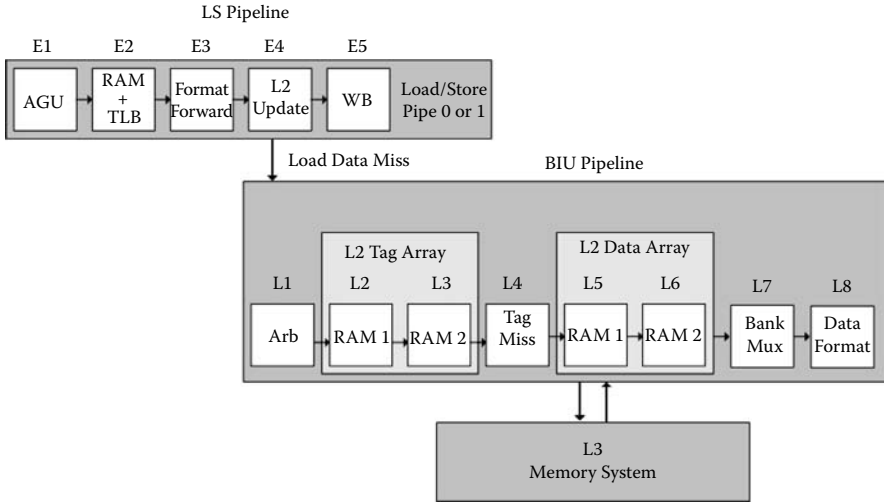 LS Pipeline
E1 E2 E3 E4 E5
AGU
RAM
+
TLB
Format
Forward
L2
Update
WB
Load/Store
Pipe 0 or 1
Load Data Miss
BIU Pipeline
L2 Tag Array
L2 Data Array
L1 L2 L3 L4 L5 L6 L7 L8
Arb
RAM 1
RAM 2
Tag
Miss
RAM 1
RAM 2
Bank
Mux
Data
Format
L3
Memory System